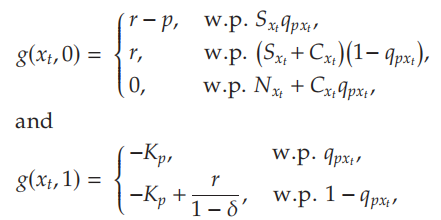 r − p, w.p. S_{x_t} q_{px_t},
g(x_t, 0) = { r, w.p. (S_{x_t} + C_{x_t})(1 − q_{px_t}),
0, w.p. N_{x_t} + C_{x_t} q_{px_t},
and
−K_p, w.p. q_{px_t},
g(x_t, 1) = { −K_p + r / (1 − δ), w.p. 1 − q_{px_t},